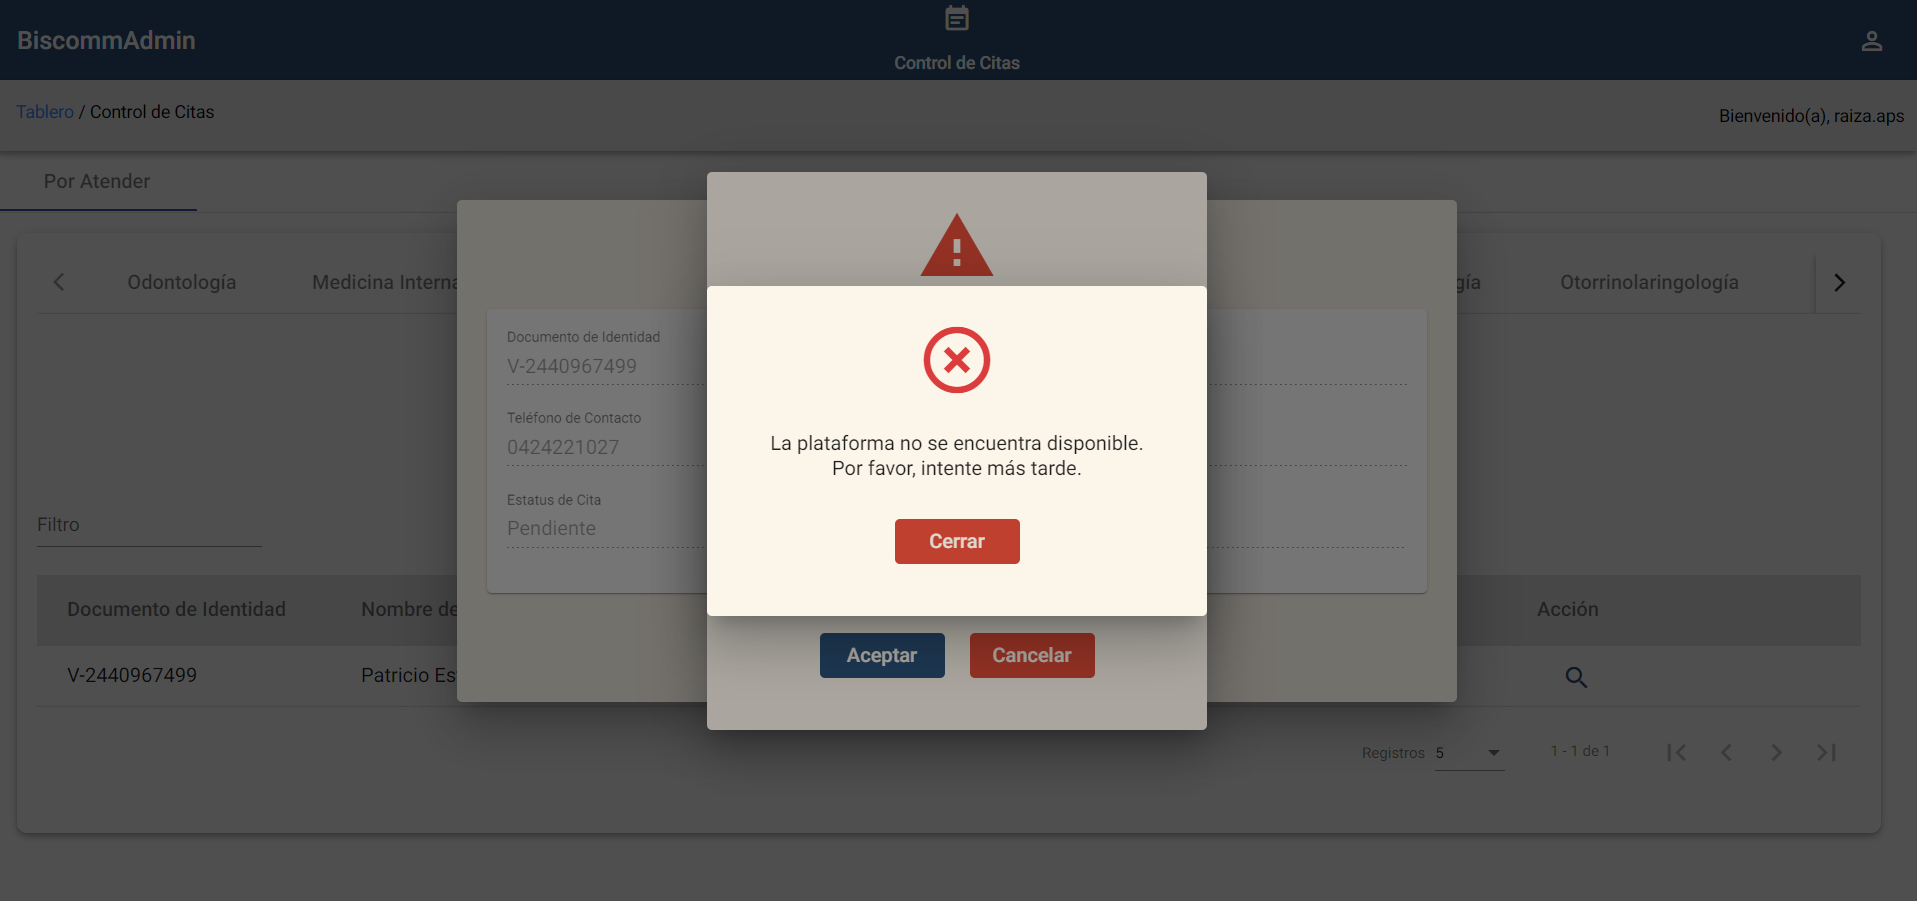 BiscommAdmin
Control de Citas
Tablero / Control de Citas
Bienvenido(a), raiza.aps
Por Atender
Odontología
Medicina Interna
Otorrinolaringología
Documento de Identidad
V-2440967499
Teléfono de Contacto
0424221027
Estatus de Cita
Pendiente
La plataforma no se encuentra disponible.
Por favor, intente más tarde.
Cerrar
Aceptar
Cancelar
Filtro
Documento de Identidad
Nombre de
Acción
V-2440967499
Patricio Es
Registros 5
1 - 1 de 1